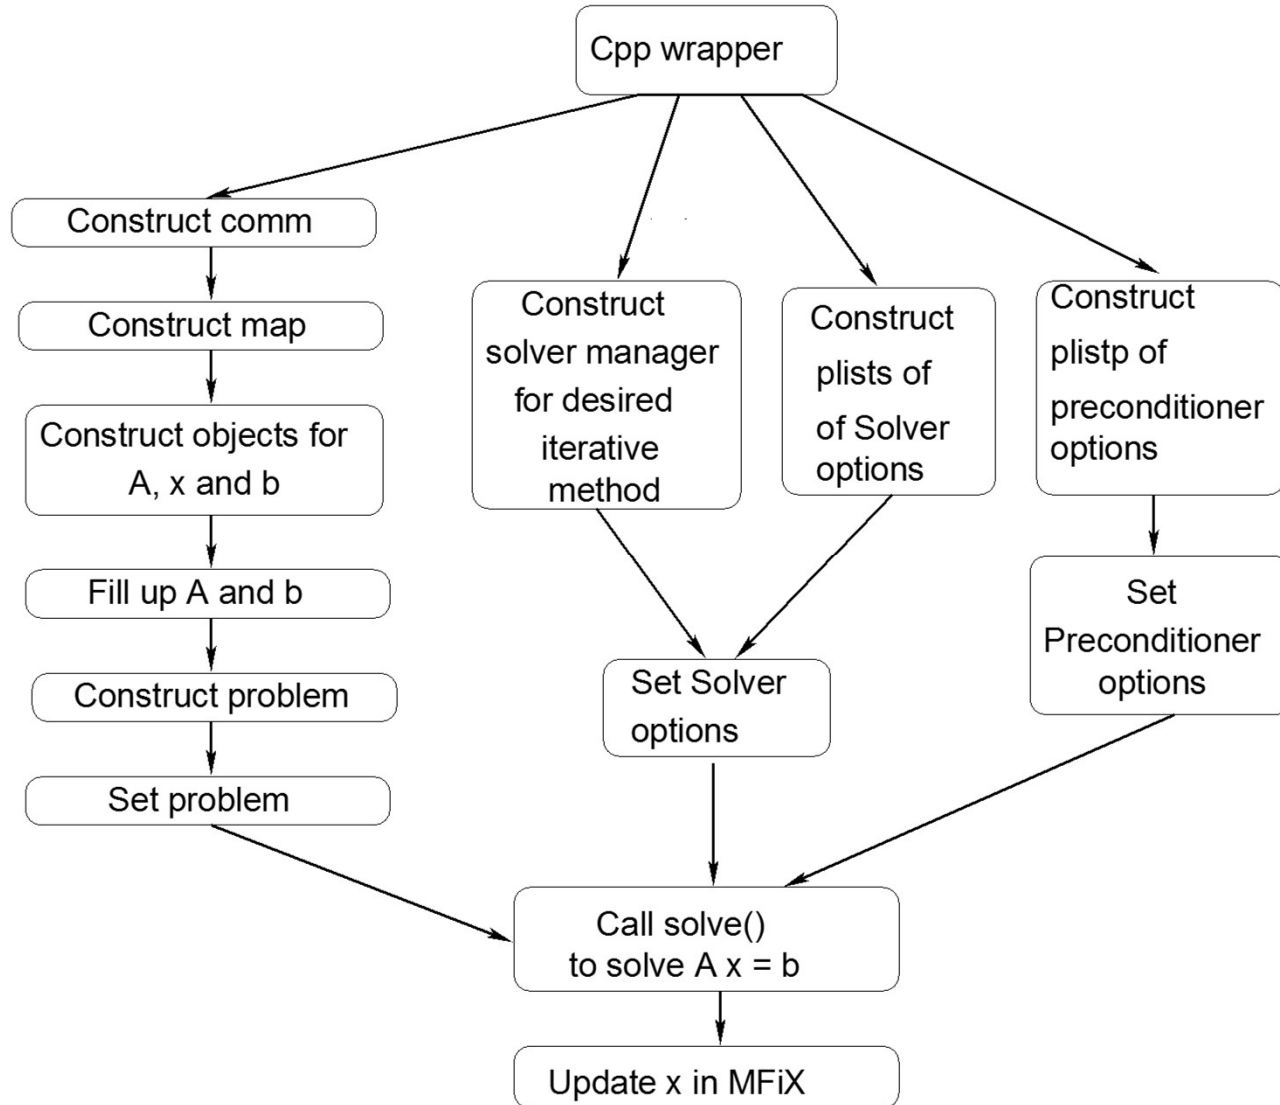 Cpp wrapper
Construct comm
Construct map
Construct objects for
A, x and b
Fill up A and b
Construct problem
Set problem
Construct
solver manager
for desired
iterative
method
Construct
plists of
of Solver
options
Set Solver
options
Construct
plistp of
preconditioner
options
Set
Preconditioner
options
Call solve()
to solve A x = b
Update x in MFiX